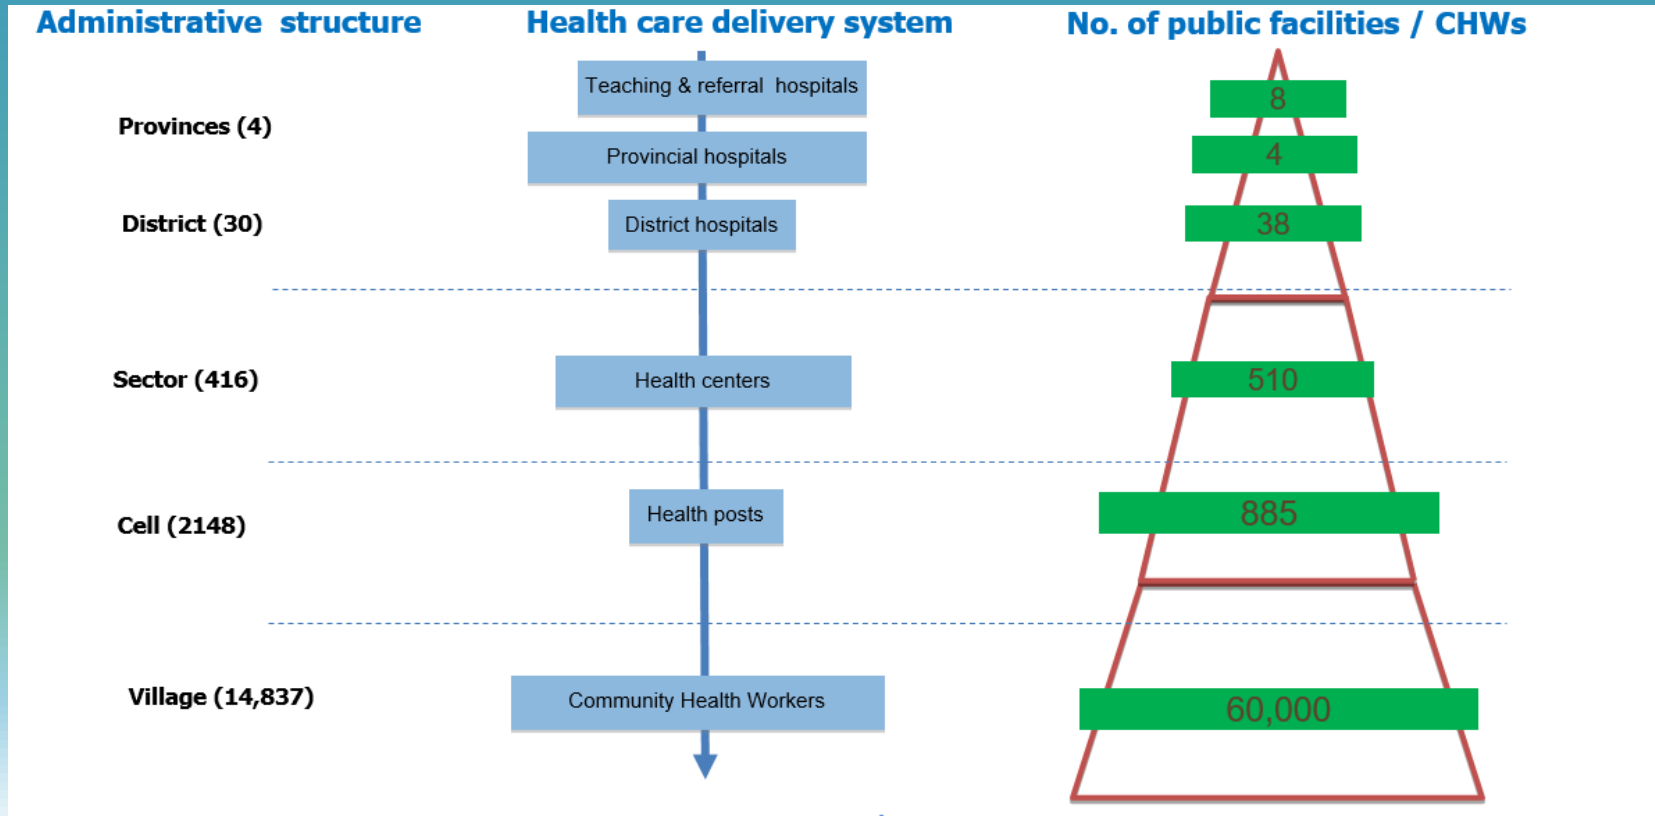 Administrative structure
Health care delivery system
No. of public facilities / CHWs
Teaching & referral hospitals
8
Provinces (4)
Provincial hospitals
4
District (30)
District hospitals
38
Sector (416)
Health centers
510
Cell (2148)
Health posts
885
Village (14,837)
Community Health Workers
60,000